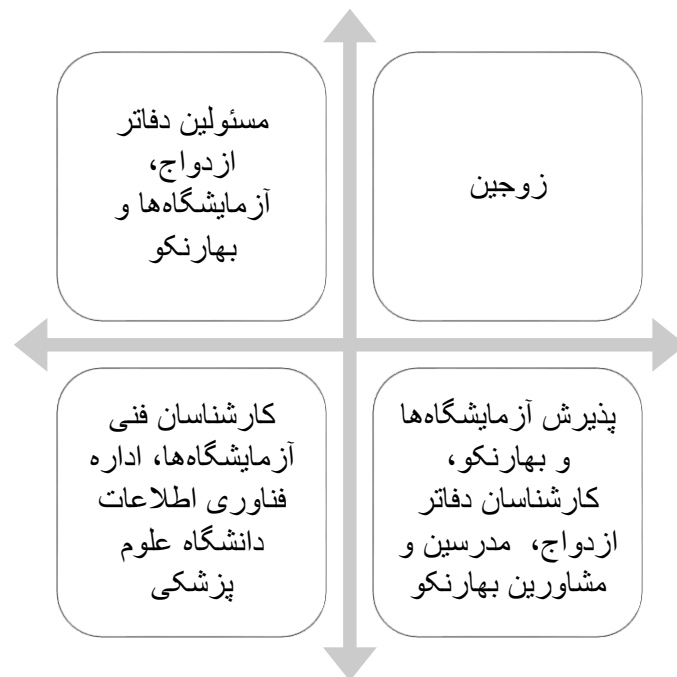 زوجین
مسئولین دفاتر
ازدواج،
آزمایشگاه‌ها و
بهارنکو
پذیرش آزمایشگاه‌ها
و بهارنکو،
کارشناسان دفاتر
ازدواج، مدرسین و
مشاورین بهارنکو
کارشناسان فنی
آزمایشگاه‌ها، اداره
فناوری اطلاعات
دانشگاه علوم
پزشکی